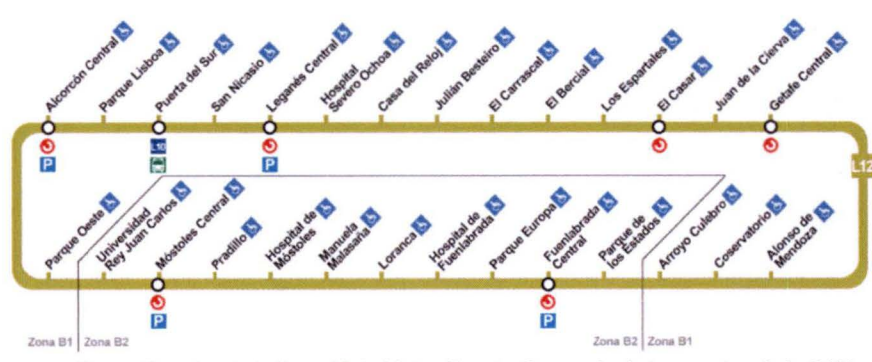 Alcorcón Central
Parque Lisboa
Puerta del Sur
San Nicasio
Leganés Central
Hospital
Severo Ochoa
Casa del Reloj
Julián Besteiro
El Carrascal
El Bercial
Los Espartales
El Casar
Juan de la Cierva
Getafe Central
P
L10
P
L12
Parque Oeste
Universidad
Rey Juan Carlos
Móstoles Central
Pradillo
Hospital de
Móstoles
Manuela
Malasaña
Loranca
Hospital de
Fuenlabrada
Parque Europa
Fuenlabrada
Central
Parque de
los Estados
Arroyo Culebro
Coservatorio
Alonso de
Mendoza
P
P
Zona B1 Zona B2
Zona B2 Zona B1